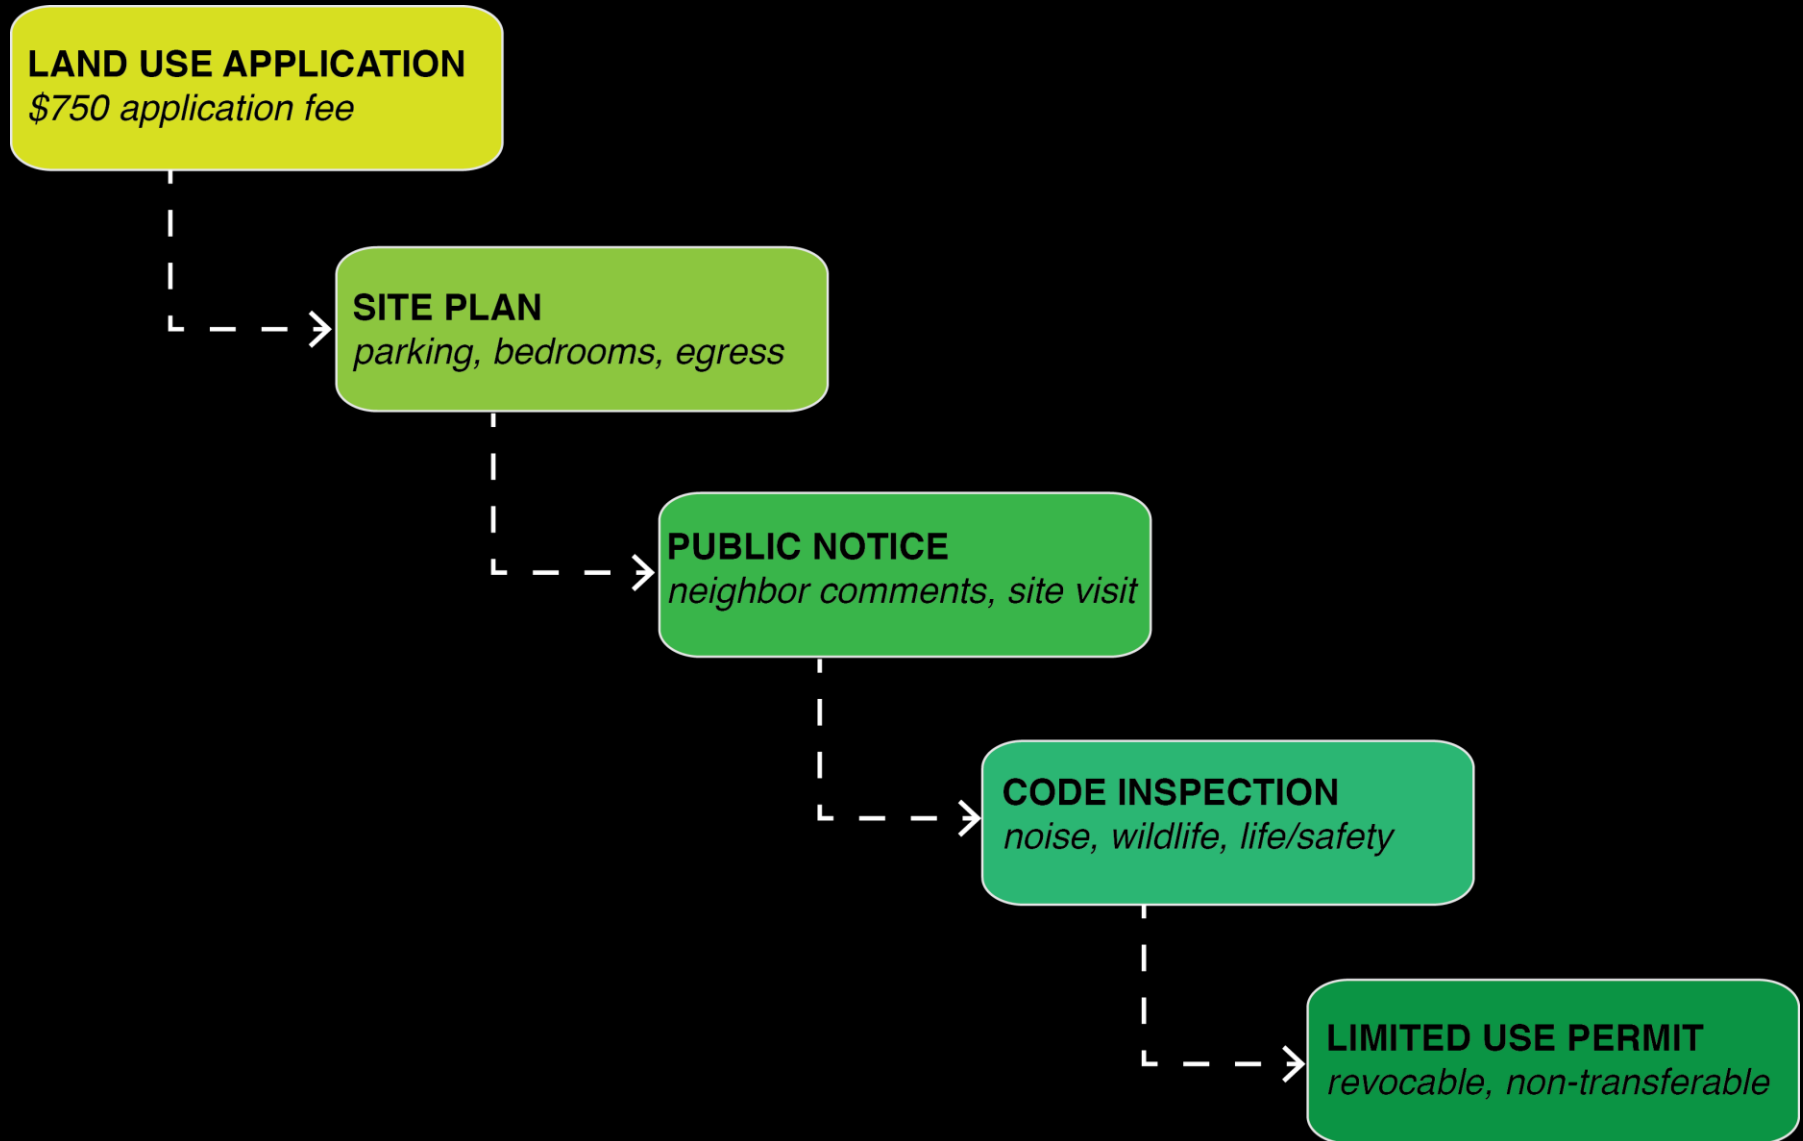 LAND USE APPLICATION
$750 application fee
SITE PLAN
parking, bedrooms, egress
PUBLIC NOTICE
neighbor comments, site visit
CODE INSPECTION
noise, wildlife, life/safety
LIMITED USE PERMIT
revocable, non-transferable